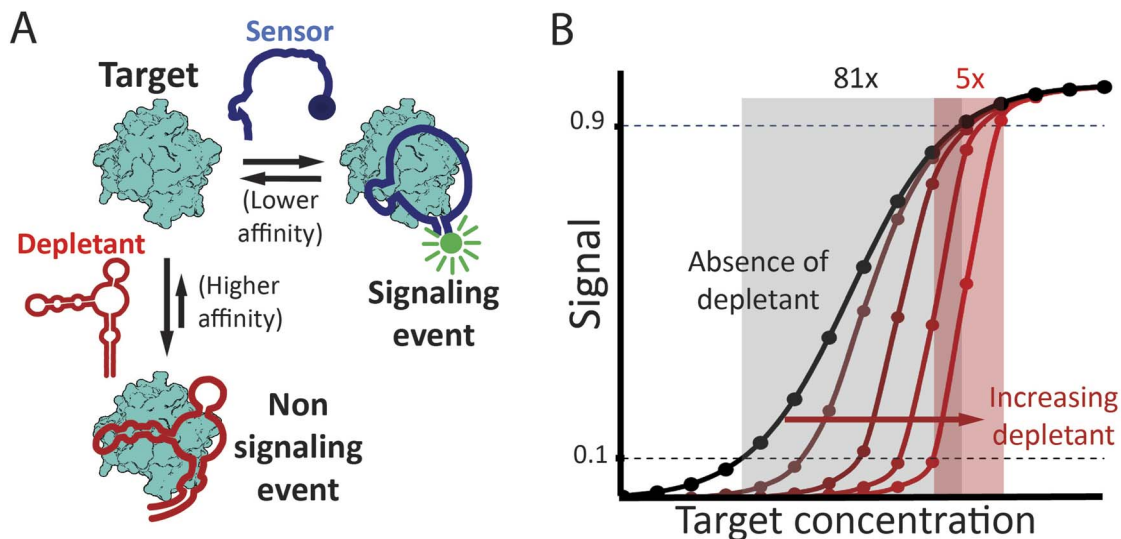 A
Sensor
Target
(Lower
affinity)
Depletant
(Higher
affinity)
Signaling
event
Non
signaling
event
B
81x
5x
0.9
Signal
Absence of
depletant
Increasing
depletant
0.1
Target concentration